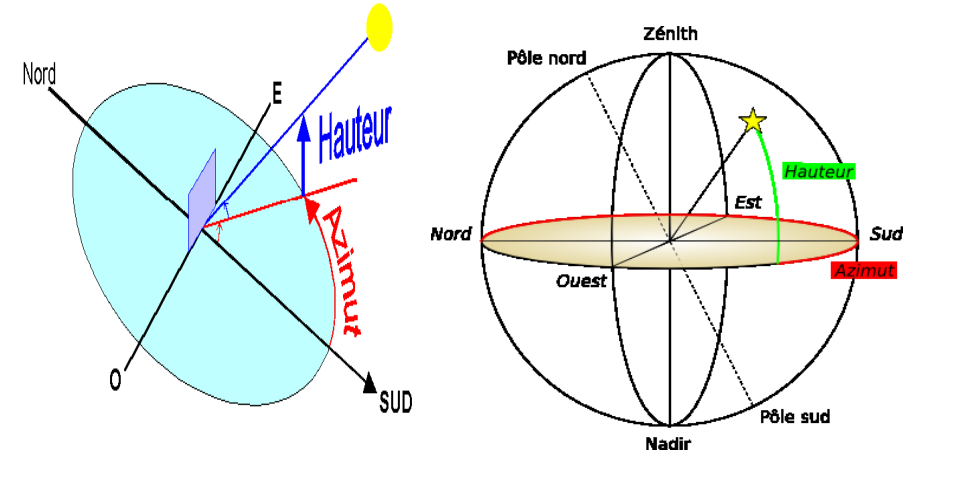 Nord
E
Hauteur
Azimut
O
SUD
Zénith
Pôle nord
Hauteur
Est
Nord
Sud
Ouest
Azimut
Pôle sud
Nadir